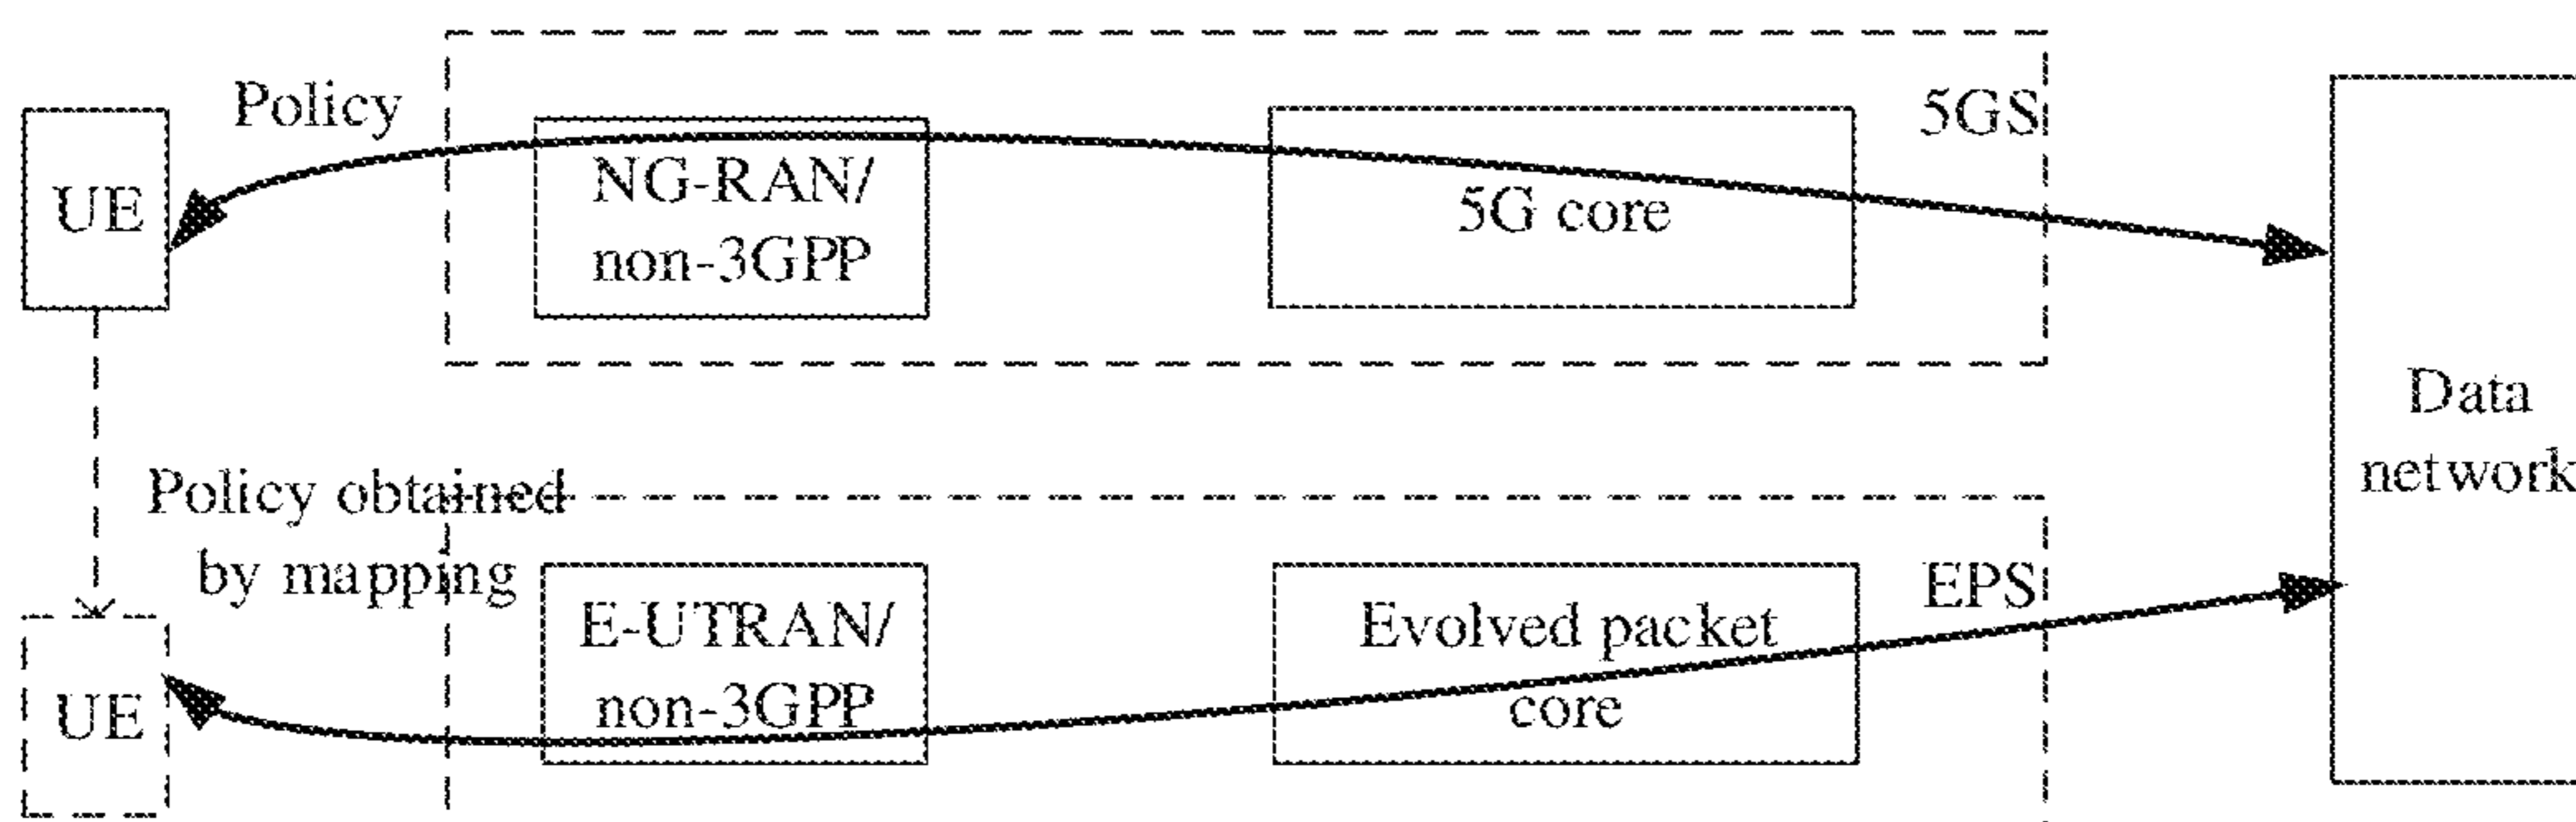 Policy
5GS
UE
NG-RAN/
non-3GPP
5G core
Data
network
Policy obtained
by mapping
EPS
UE
E-UTRAN/
non-3GPP
Evolved packet
core